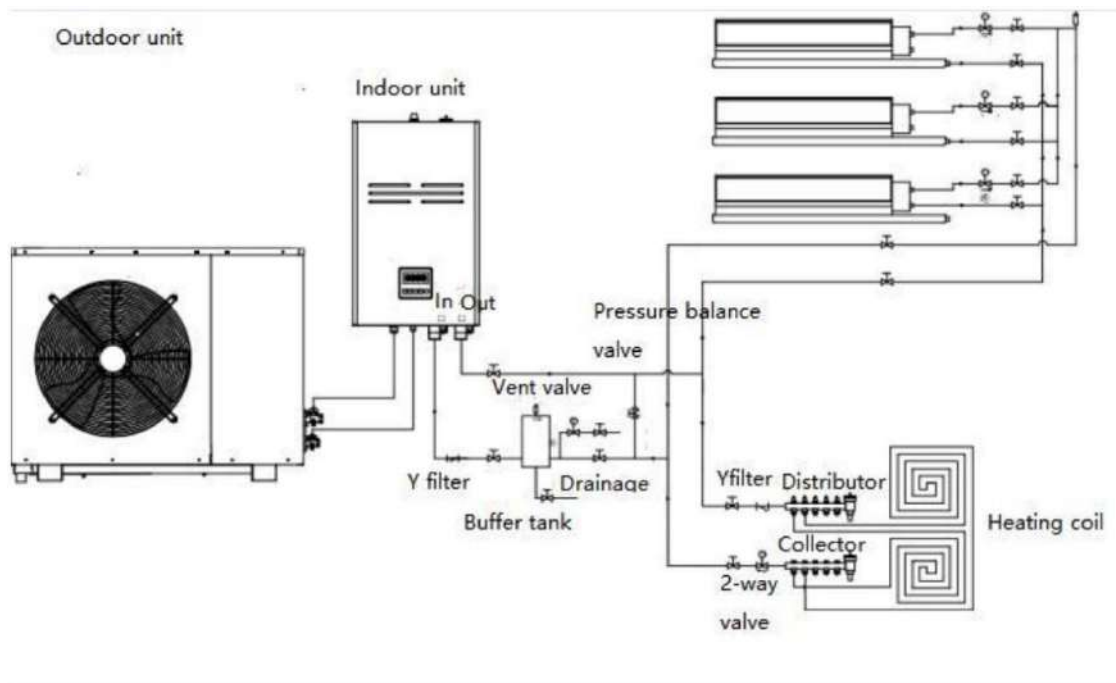 Outdoor unit
Indoor unit
In Out
Pressure balance
valve
Vent valve
Y filter
Drainage
Buffer tank
Yfilter Distributor
Heating coil
Collector
2-way
valve